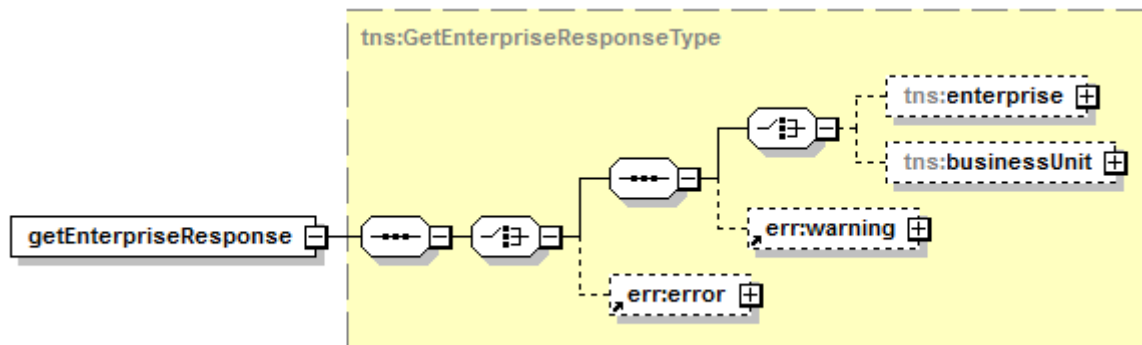 tns:GetEnterpriseResponseType
tns:enterprise
tns:businessUnit
getEnterpriseResponse
err:warning
err:error